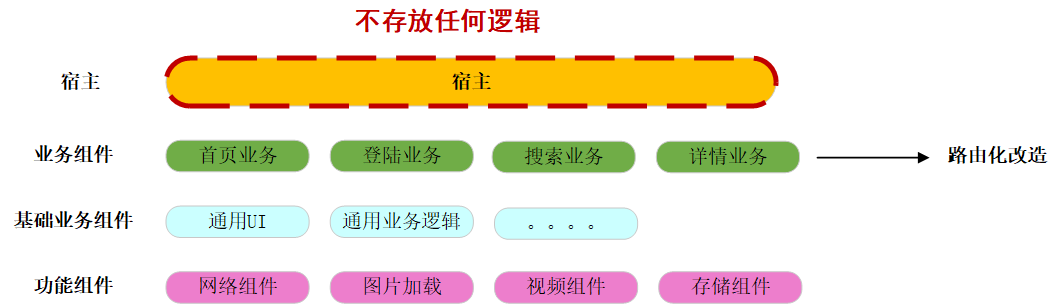 不存放任何逻辑
宿主 宿主
业务组件 首页业务 登陆业务 搜索业务 详情业务 路由化改造
基础业务组件 通用UI 通用业务逻辑 。。。。
功能组件 网络组件 图片加载 视频组件 存储组件